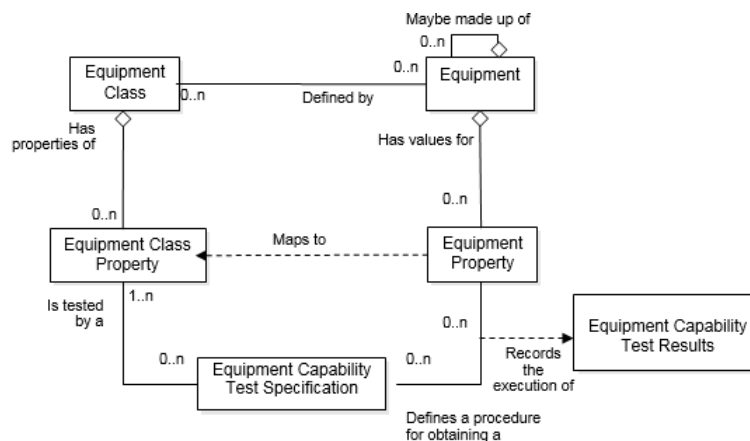 Maybe made up of
0..n
Equipment
Class
0..n
Equipment
0..n
Defined by
Has
properties of
Has values for
0..n
0..n
Equipment Class
Property
Maps to
Equipment
Property
Is tested
by a
1..n
0..n
Equipment Capability
Test Results
0..n
Equipment Capability
Test Specification
0..n
Records
the
execution of
Defines a procedure
for obtaining a